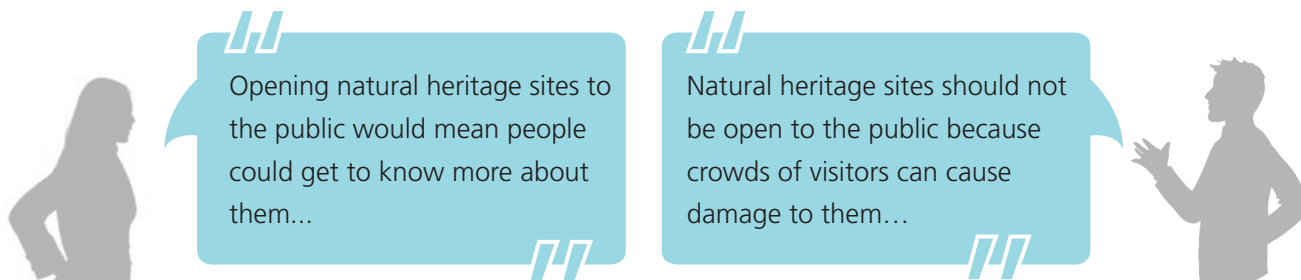 Opening natural heritage sites to
the public would mean people
could get to know more about
them...
Natural heritage sites should not
be open to the public because
crowds of visitors can cause
damage to them…